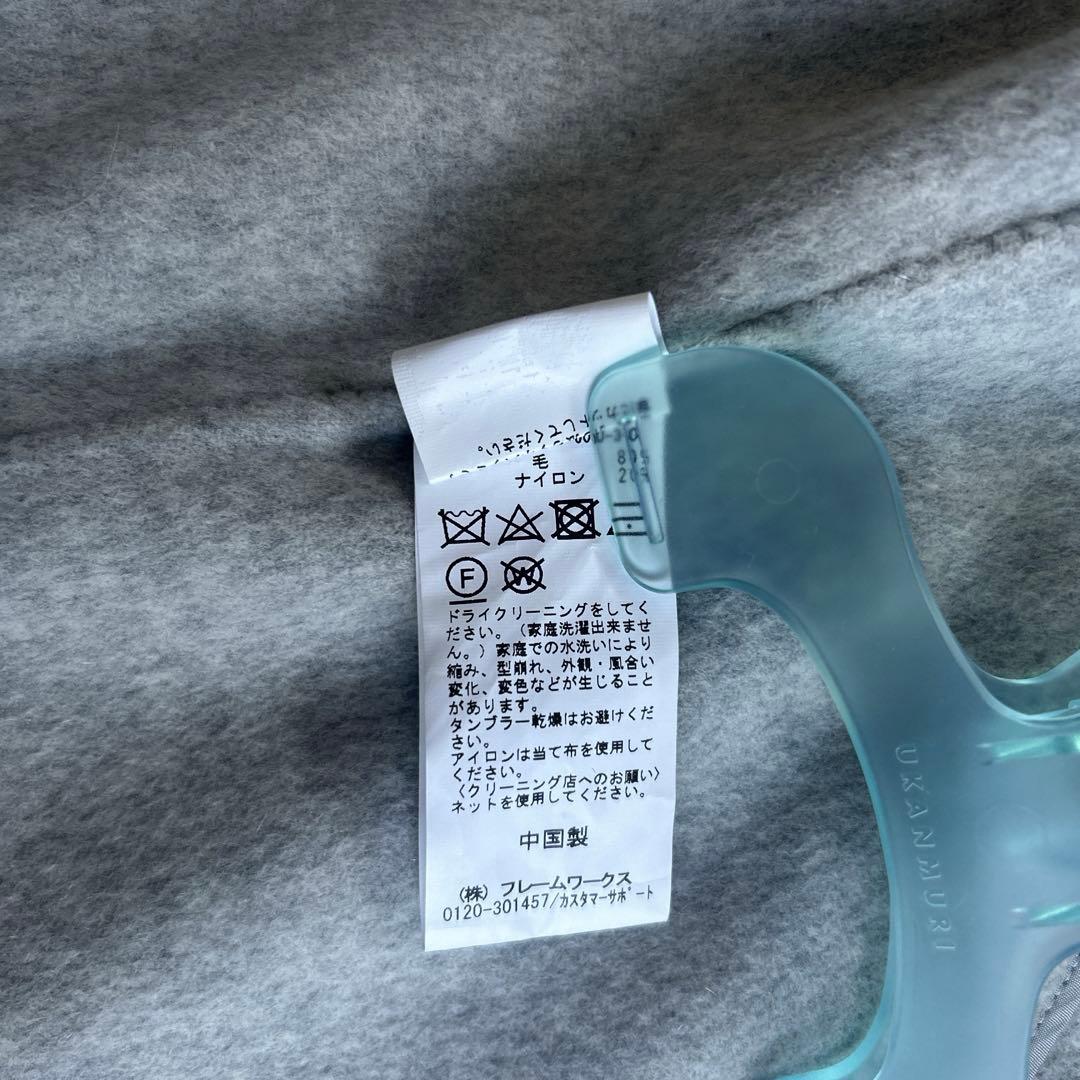 ください。
毛 80%
ナイロン 20%
F W
ドライクリーニングをしてく
ださい。(家庭洗濯出来ませ
ん。)家庭での水洗いにより
縮み、型崩れ、外観・風合い
変化、変色などが生じること
があります。
タンブラー乾燥はお避けくだ
さい。
アイロンは当て布を使用して
ください。
〈クリーニング店へのお願い〉
ネットを使用してください。
中国製
(株)フレームワークス
0120-301457/カスタマーサポート
UKANMURI